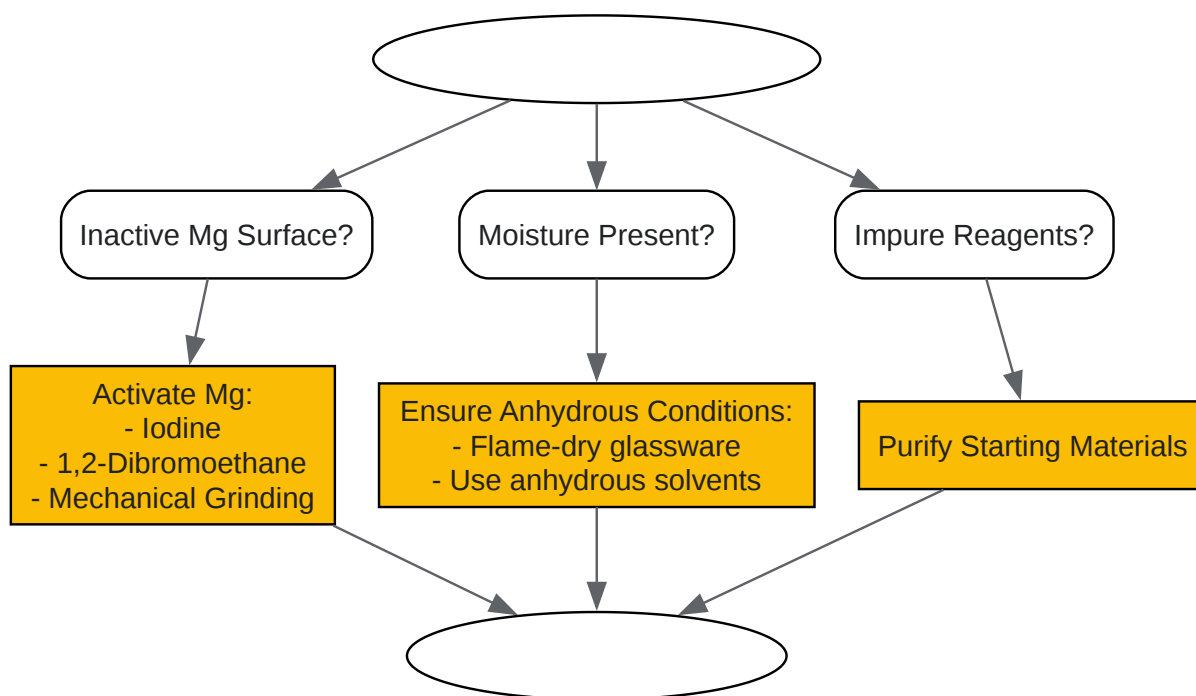 Inactive Mg Surface?
Moisture Present?
Impure Reagents?
Activate Mg:
- Iodine
- 1,2-Dibromoethane
- Mechanical Grinding
Ensure Anhydrous Conditions:
- Flame-dry glassware
- Use anhydrous solvents
Purify Starting Materials